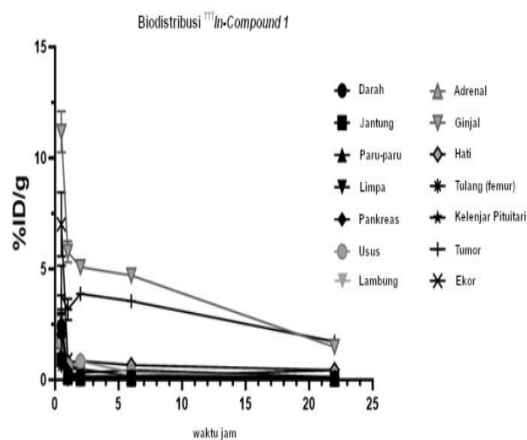 Biodistribusi ¹¹¹In-Compound 1
%ID/g
15
10
5
0
0 5 10 15 20 25
waktu jam
Darah
Jantung
Paru-paru
Limpa
Pankreas
Usus
Lambung
Adrenal
Ginjal
Hati
Tulang (femur)
Kelenjar Pituitari
Tumor
Ekor